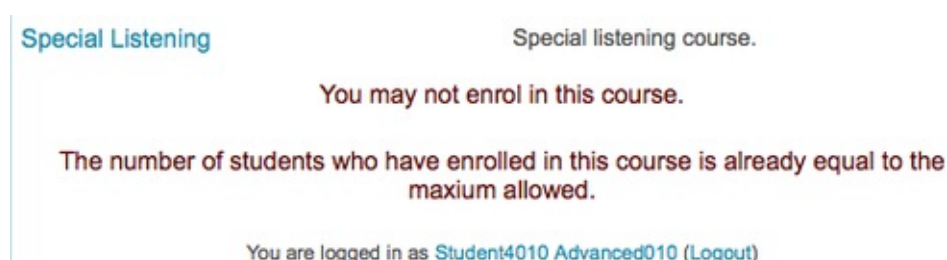 Special Listening Special listening course.
You may not enrol in this course.
The number of students who have enrolled in this course is already equal to the
maxium allowed.
You are logged in as Student4010 Advanced010 (Logout)